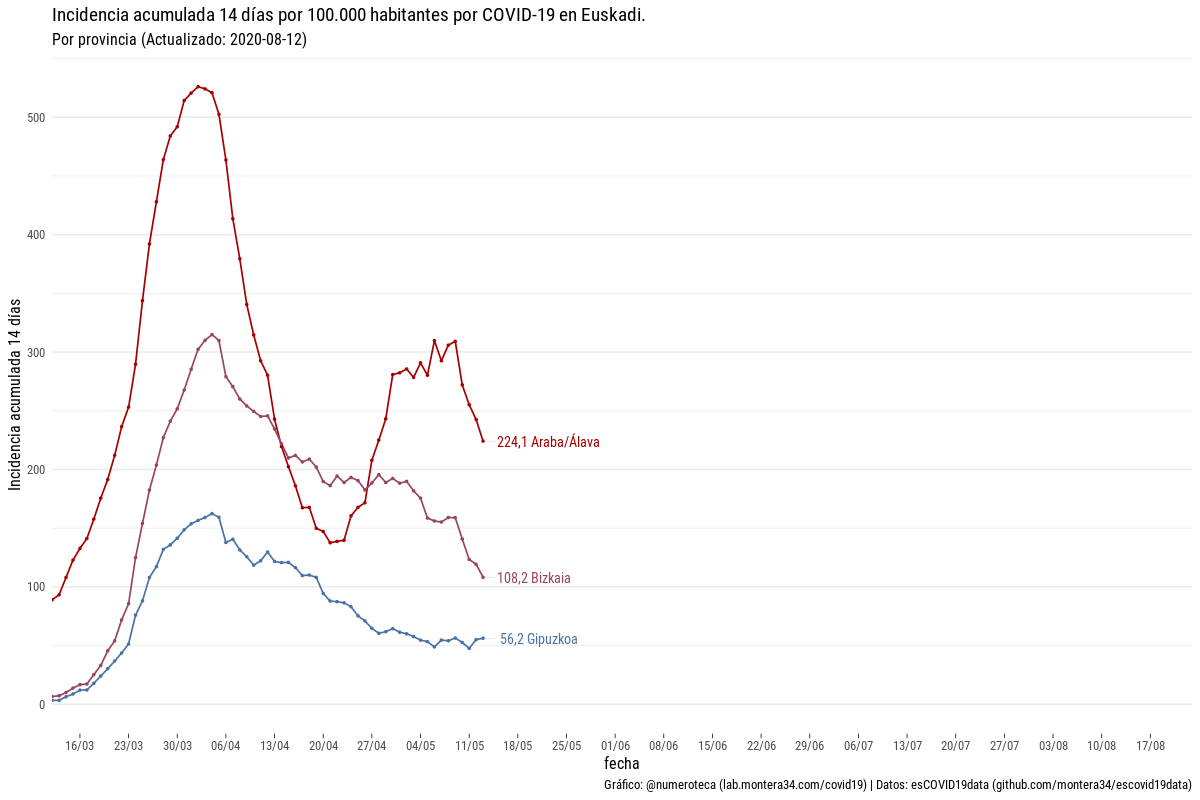 Incidencia acumulada 14 días por 100.000 habitantes por COVID-19 en Euskadi.
Por provincia (Actualizado: 2020-08-12)
Incidencia acumulada 14 días
500
400
300
200
100
0
224,1 Araba/Álava
108,2 Bizkaia
56,2 Gipuzkoa
16/03 23/03 30/03 06/04 13/04 20/04 27/04 04/05 11/05 18/05 25/05 01/06 08/06 15/06 22/06 29/06 06/07 13/07 20/07 27/07 03/08 10/08 17/08
fecha
Gráfico: @numeroteca (lab.montera34.com/covid19) | Datos: esCOVID19data (github.com/montera34/escovid19data)